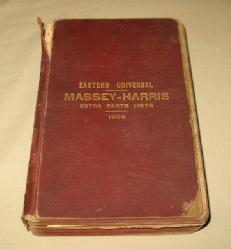 EASTERN UNIVERSAL
MASSEY-HARRIS
EXTRA PARTS LISTS
1909